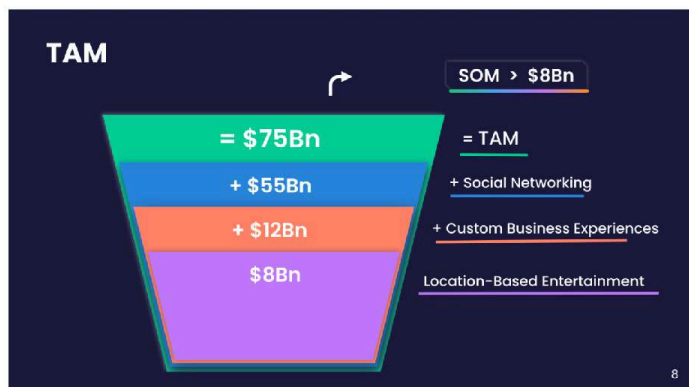 TAM
SOM > $8Bn
= $75Bn
= TAM
+ $55Bn
+ Social Networking
+ $12Bn
+ Custom Business Experiences
$8Bn
Location-Based Entertainment
8